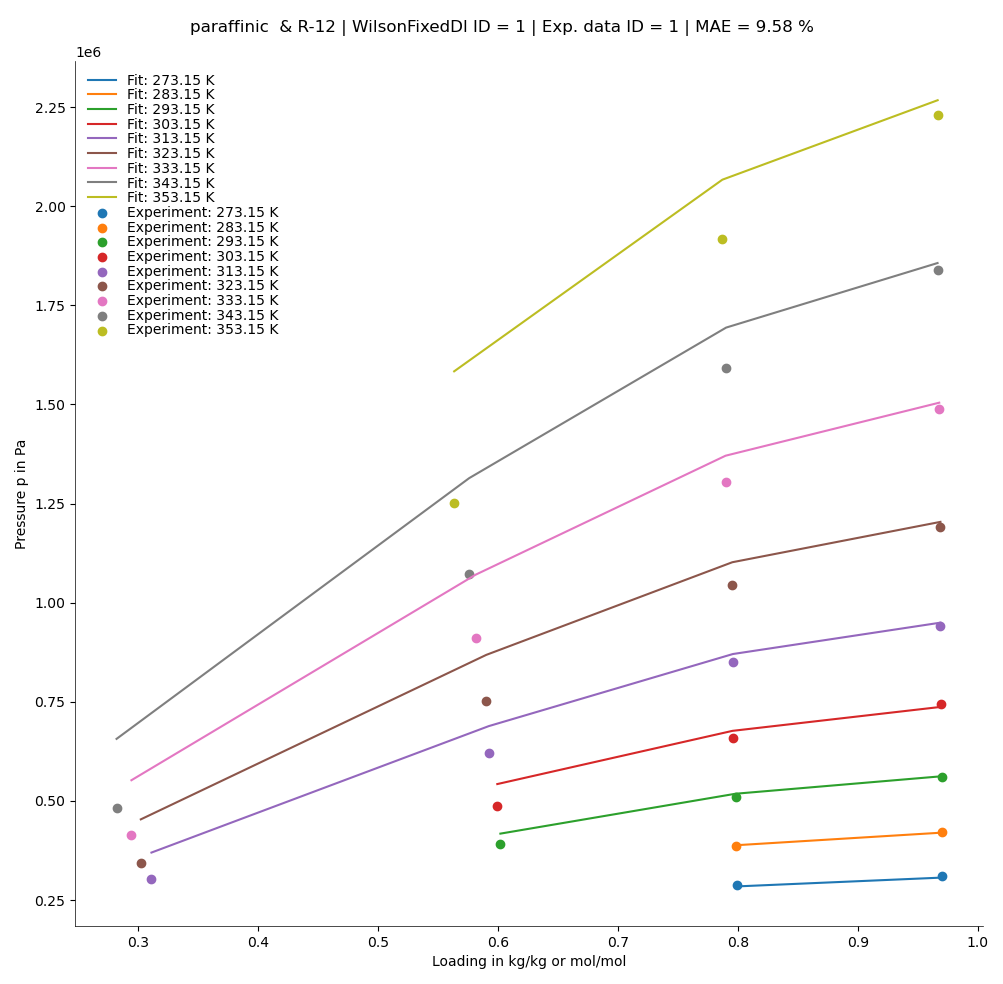 paraffinic  & R-12 | WilsonFixedDl ID = 1 | Exp. data ID = 1 | MAE = 9.58 %
1e6
Fit: 273.15 K
Fit: 283.15 K
Fit: 293.15 K
Fit: 303.15 K
Fit: 313.15 K
Fit: 323.15 K
Fit: 333.15 K
Fit: 343.15 K
Fit: 353.15 K
Experiment: 273.15 K
Experiment: 283.15 K
Experiment: 293.15 K
Experiment: 303.15 K
Experiment: 313.15 K
Experiment: 323.15 K
Experiment: 333.15 K
Experiment: 343.15 K
Experiment: 353.15 K
2.25
2.00
1.75
1.50
1.25
1.00
0.75
0.50
0.25
Pressure p in Pa
0.3 0.4 0.5 0.6 0.7 0.8 0.9 1.0
Loading in kg/kg or mol/mol